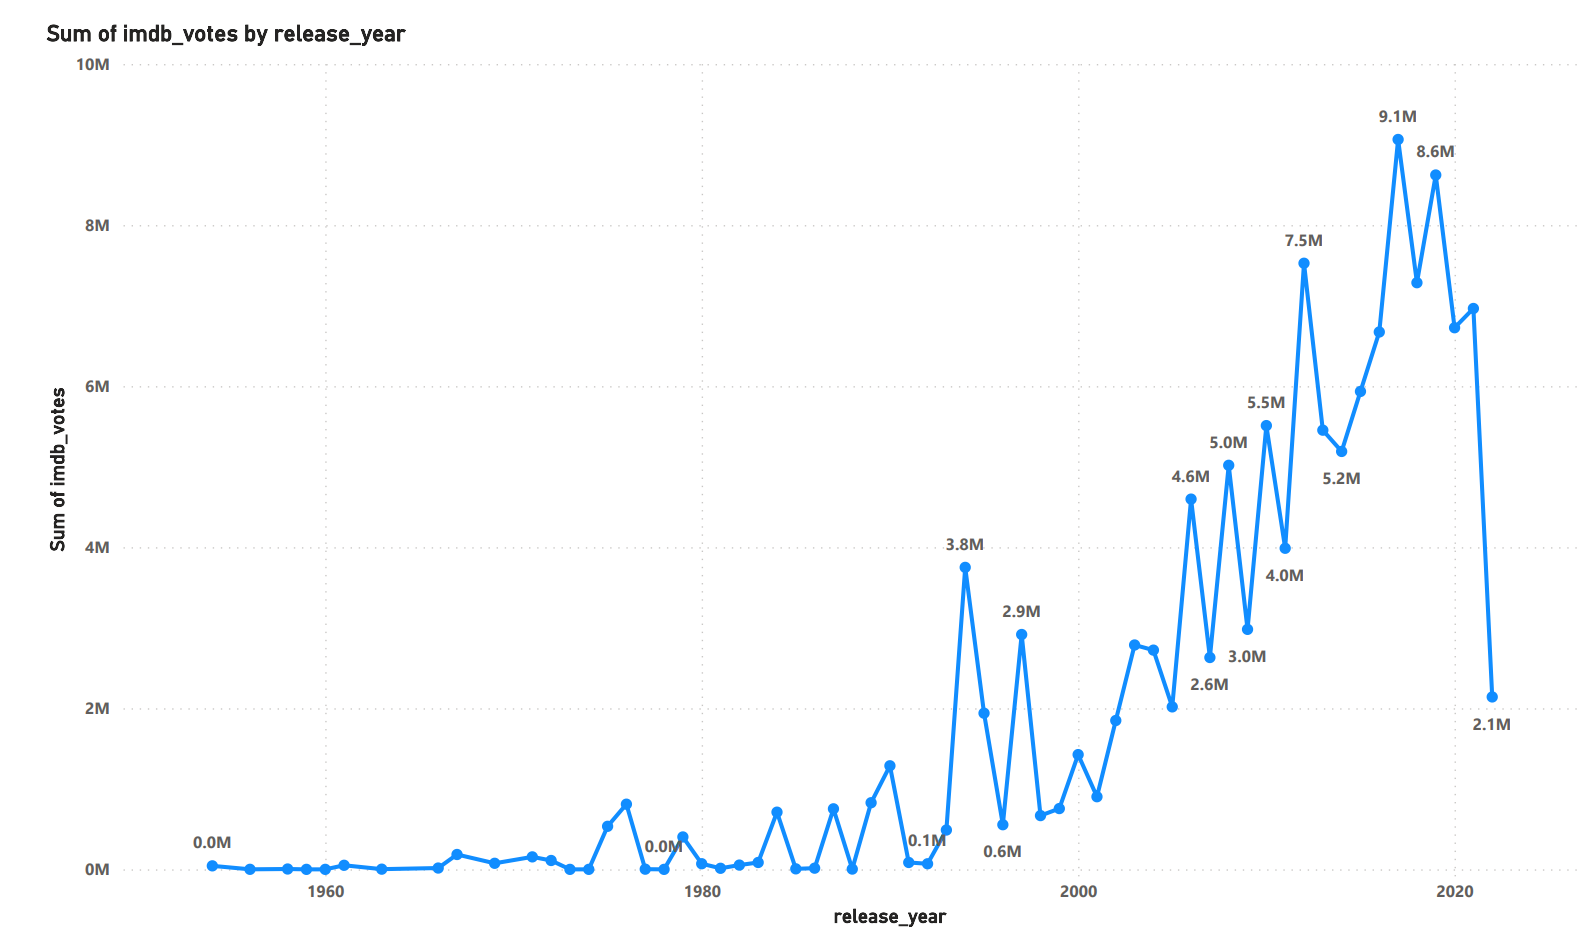 Sum of imdb_votes by release_year
10M
9.1M
8.6M
8M
7.5M
6M
5.5M
5.0M
4.6M
5.2M
4M
3.8M
4.0M
2.9M
3.0M
2.6M
2M
2.1M
0.0M
0.0M
0.1M
0.6M
0M
1960
1980
2000
2020
release_year
Sum of imdb_votes